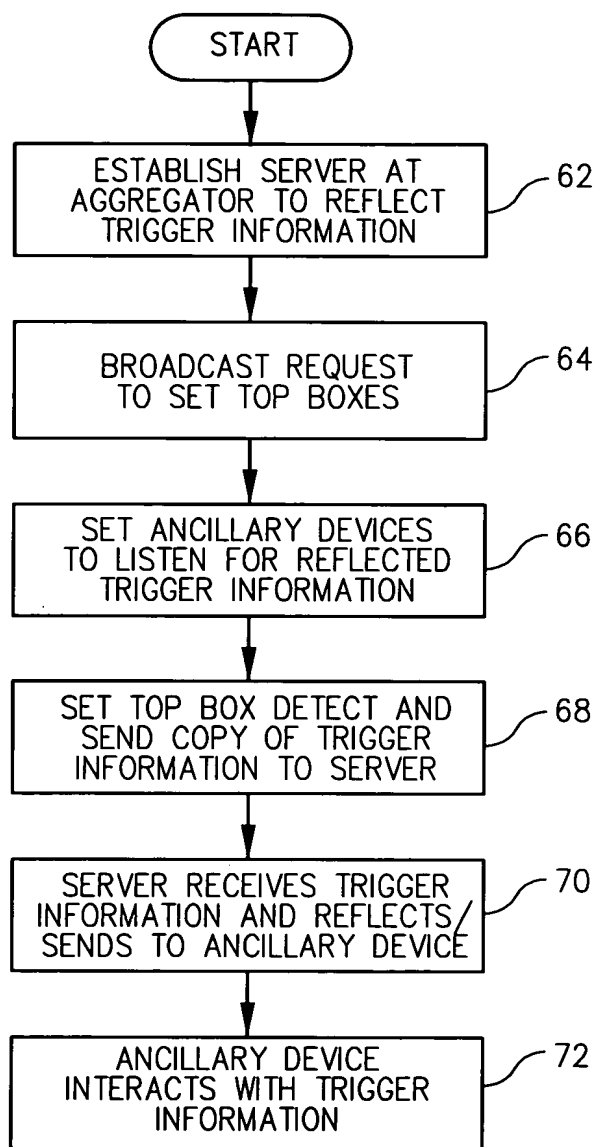 START
ESTABLISH SERVER AT
AGGREGATOR TO REFLECT
TRIGGER INFORMATION
62
BROADCAST REQUEST
TO SET TOP BOXES
64
SET ANCILLARY DEVICES
TO LISTEN FOR REFLECTED
TRIGGER INFORMATION
66
SET TOP BOX DETECT AND
SEND COPY OF TRIGGER
INFORMATION TO SERVER
68
SERVER RECEIVES TRIGGER
INFORMATION AND REFLECTS/
SENDS TO ANCILLARY DEVICE
70
ANCILLARY DEVICE
INTERACTS WITH TRIGGER
INFORMATION
72